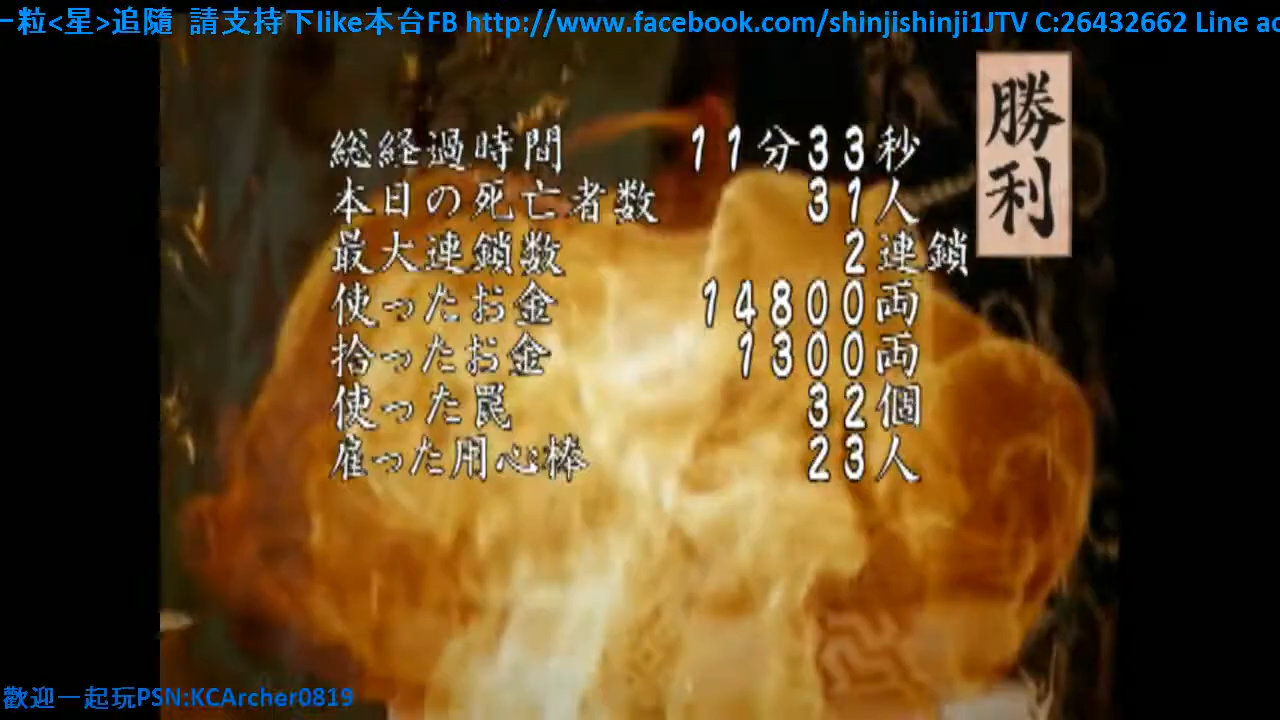 一粒<星>追隨 請支持下like本台FB http://www.facebook.com/shinjishinji1JTV C:26432662 Line
勝利
総経過時間 11分33秒
本日の死亡者数 31人
最大連鎖数 2連鎖
使ったお金 14800両
拾ったお金 1300両
使った罠 32個
雇った用心棒 23人
歡迎一起玩PSN:KCArcher0819